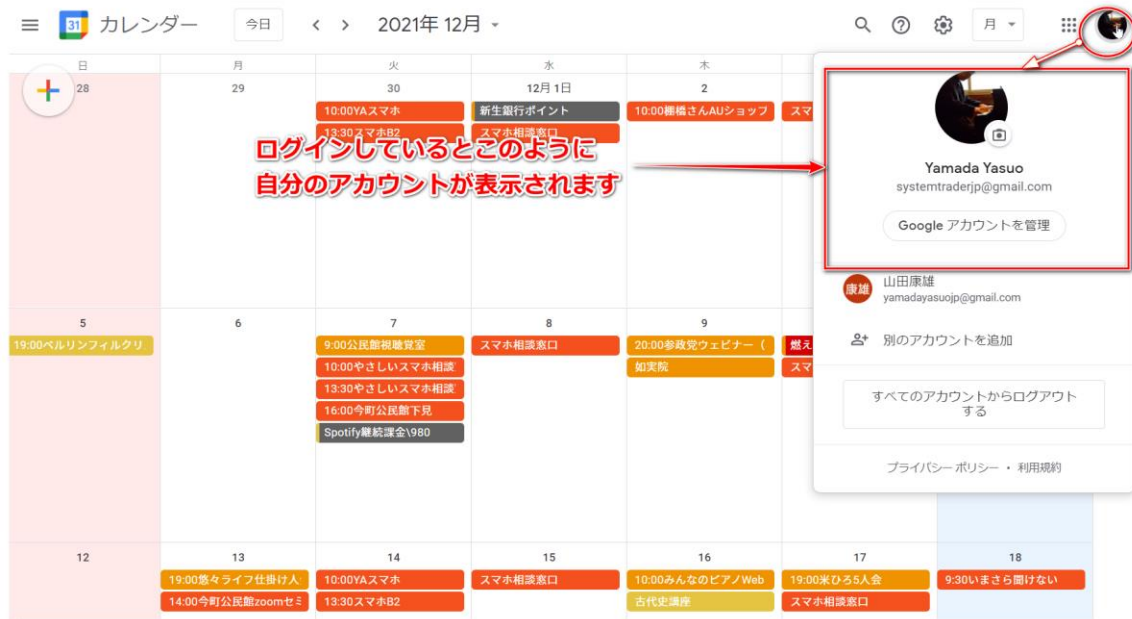 31 カレンダー 今日 2021年 12月 月
日 月 火 水 木
28 29 30 12月 1日 2
10:00YAスマホ 新生銀行ポイント 10:00棚橋さんAUショップ スマ
13:30スマホB2 スマホ相談窓口
ログインしているとこのように
自分のアカウントが表示されます
Yamada Yasuo
systemtraderjp@gmail.com
Google アカウントを管理
康雄 山田康雄
yamadayasuojp@gmail.com
別のアカウントを追加
すべてのアカウントからログアウト
する
プライバシー ポリシー ・ 利用規約
5 6 7 8 9
19:00ベルリンフィルクリ 9:00公民館視聴覚室 スマホ相談窓口 20:00参政党ウェビナー（ 燃え
10:00やさしいスマホ相談 如実院 スマ
13:30やさしいスマホ相談
16:00今町公民館下見
Spotify継続課金\980
12 13 14 15 16 17 18
19:00悠々ライフ仕掛け人 10:00YAスマホ スマホ相談窓口 10:00みんなのピアノWeb 19:00米ひろ5人会 9:30いまさら聞けない
14:00今町公民館zoomセミ 13:30スマホB2 古代史講座 スマホ相談窓口